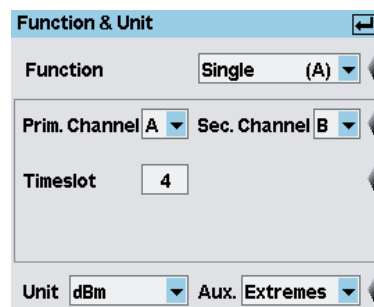 Function & Unit
Function Single (A)
Prim. Channel A Sec. Channel B
Timeslot 4
Unit dBm Aux. Extremes